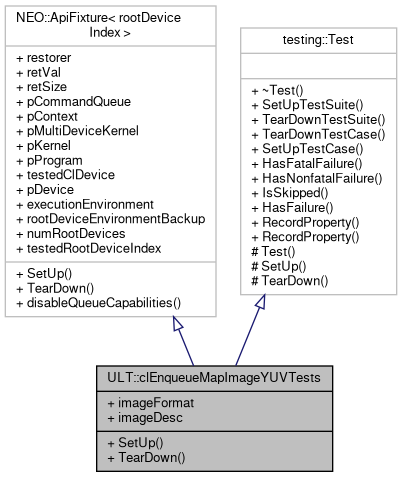 NEO::ApiFixture< rootDevice
Index >
+ restorer
+ retVal
+ retSize
+ pCommandQueue
+ pContext
+ pMultiDeviceKernel
+ pKernel
+ pProgram
+ testedClDevice
+ pDevice
+ executionEnvironment
+ rootDeviceEnvironmentBackup
+ numRootDevices
+ testedRootDeviceIndex
+ SetUp()
+ TearDown()
+ disableQueueCapabilities()
testing::Test
+ ~Test()
+ SetUpTestSuite()
+ TearDownTestSuite()
+ TearDownTestCase()
+ SetUpTestCase()
+ HasFatalFailure()
+ HasNonfatalFailure()
+ IsSkipped()
+ HasFailure()
+ RecordProperty()
+ RecordProperty()
# Test()
# SetUp()
# TearDown()
ULT::clEnqueueMapImageYUVTests
+ imageFormat
+ imageDesc
+ SetUp()
+ TearDown()